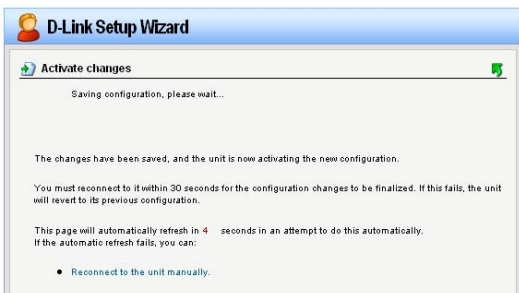 D-Link Setup Wizard
Activate changes
Saving configuration, please wait...
The changes have been saved, and the unit is now activating the new configuration.
You must reconnect to it within 30 seconds for the configuration changes to be finalized. If this fails, the unit
will revert to its previous configuration.
This page will automatically refresh in 4 seconds in an attempt to do this automatically.
If the automatic refresh fails, you can:
• Reconnect to the unit manually.